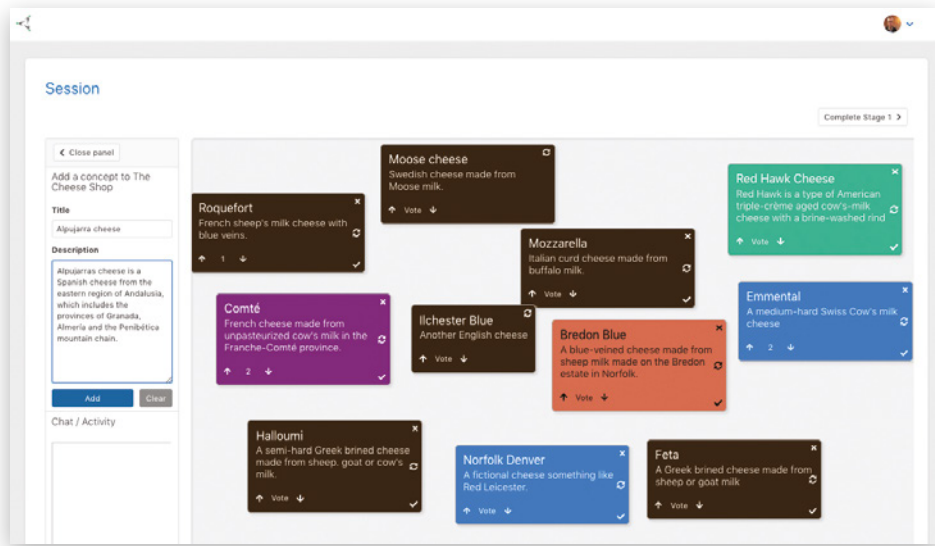 Session
Complete Stage 1
Close panel
Add a concept to The
Cheese Shop
Title
Alpujarra cheese
Description
Alpujarras cheese is a
Spanish cheese from the
eastern region of Andalusia,
which includes the
provinces of Granada,
Almería and the Penibética
mountain chain.
Add
Clear
Chat / Activity
Moose cheese
Swedish cheese made from
Moose milk.
Vote
Red Hawk Cheese
Red Hawk is a type of American
triple-crème aged cow's-milk
cheese with a brine-washed rind
Vote
Roquefort
French sheep's milk cheese with
blue veins.
1
Mozzarella
Italian curd cheese made from
buffalo milk.
Vote
Emmental
A medium-hard Swiss Cow's milk
cheese
2
Comté
French cheese made from
unpasteurized cow's milk in the
Franche-Comté province.
2
Ilchester Blue
Another English cheese
Vote
Bredon Blue
A blue-veined cheese made from
sheep milk made on the Bredon
estate in Norfolk.
Vote
Halloumi
A semi-hard Greek brined cheese
made from sheep. goat or cow's
milk.
Vote
Norfolk Denver
A fictional cheese something like
Red Leicester.
Vote
Feta
A Greek brined cheese made from
sheep or goat milk
Vote